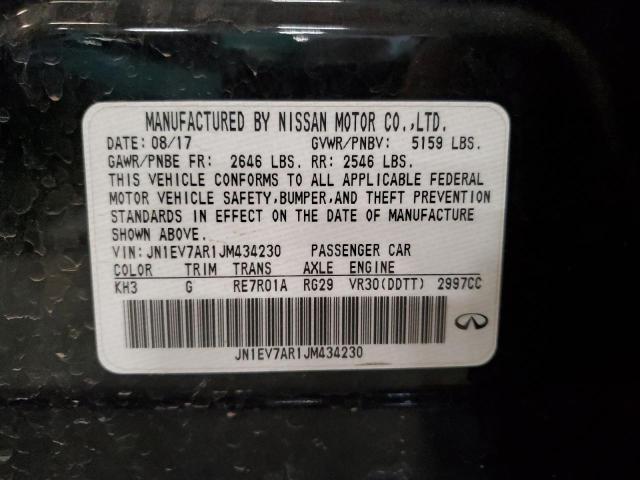 MANUFACTURED BY NISSAN MOTOR CO.,LTD.
DATE: 08/17 GVWR/PNBV: 5159 LBS.
GAWR/PNBE FR: 2646 LBS. RR: 2546 LBS.
THIS VEHICLE CONFORMS TO ALL APPLICABLE FEDERAL
MOTOR VEHICLE SAFETY,BUMPER,AND THEFT PREVENTION
STANDARDS IN EFFECT ON THE DATE OF MANUFACTURE
SHOWN ABOVE.
VIN: JN1EV7AR1JM434230 PASSENGER CAR
COLOR TRIM TRANS AXLE ENGINE
KH3 G RE7R01A RG29 VR30(DDTT) 2997CC
JN1EV7AR1JM434230